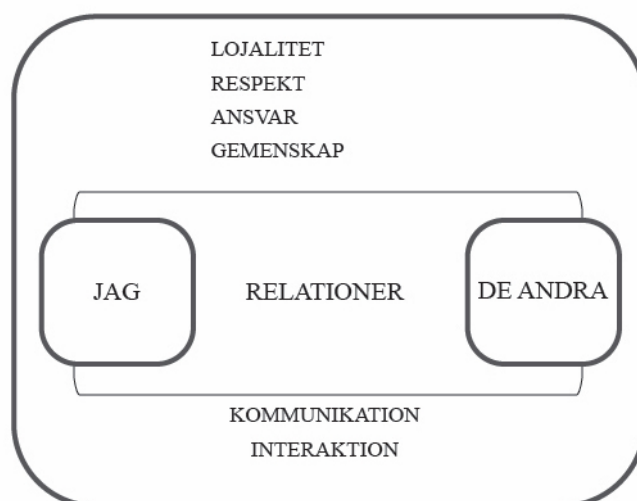 LOJALITET
RESPEKT
ANSVAR
GEMENSKAP
JAG
RELATIONER
DE ANDRA
KOMMUNIKATION
INTERAKTION